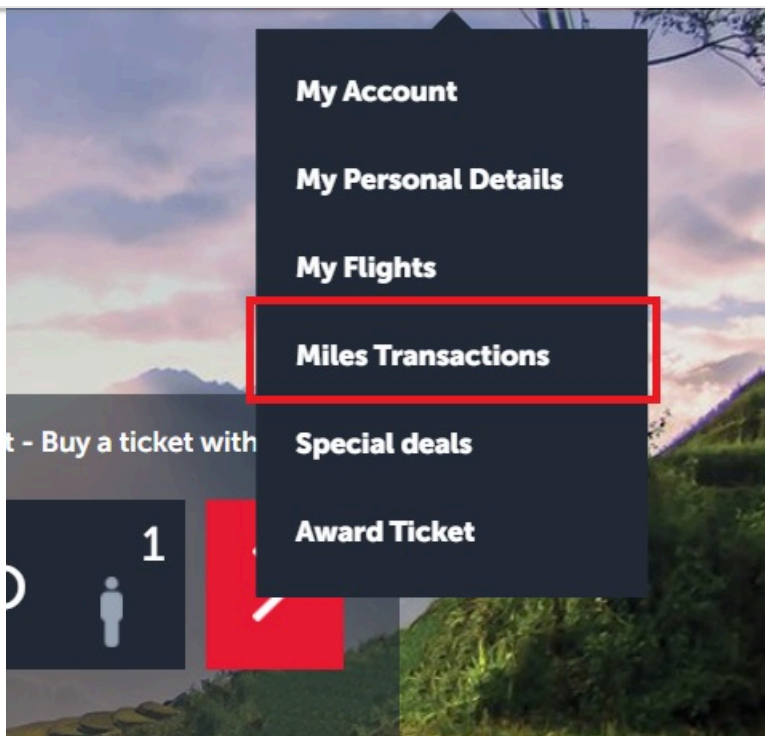 My Account
My Personal Details
My Flights
Miles Transactions
t - Buy a ticket with
Special deals
Award Ticket
1